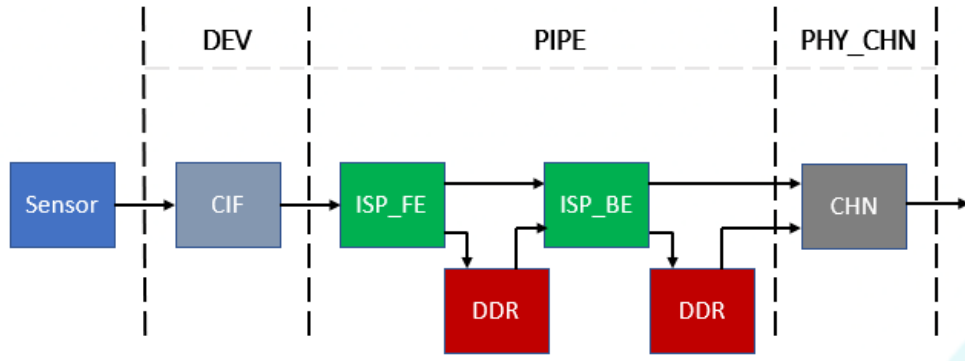 DEV
PIPE
PHY_CHN
Sensor
CIF
ISP_FE
ISP_BE
CHN
DDR
DDR